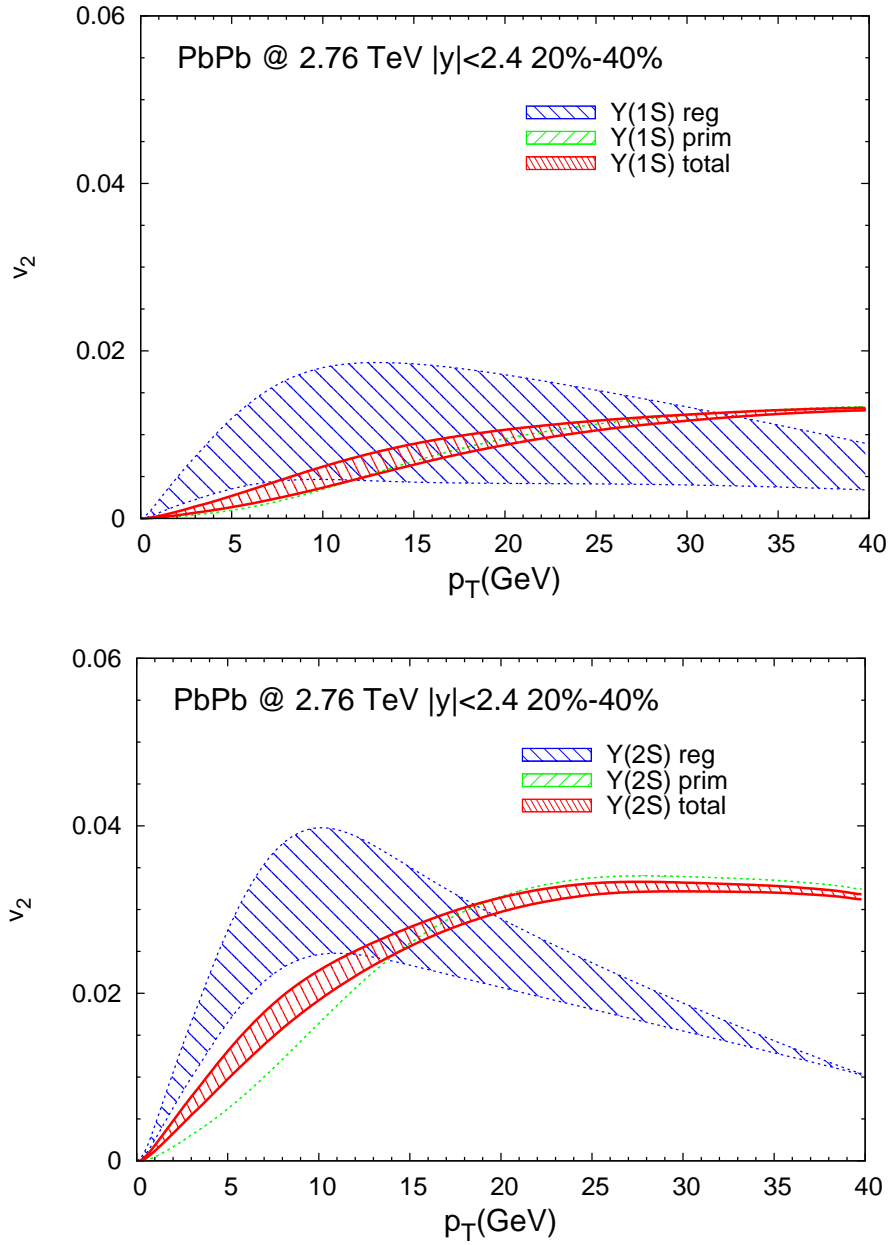 0.06
PbPb @ 2.76 TeV |y|<2.4 20%-40%
Y(1S) reg
Y(1S) prim
Y(1S) total
0.04
v2
0.02
0
0 5 10 15 20 25 30 35 40
pT(GeV)
0.06
PbPb @ 2.76 TeV |y|<2.4 20%-40%
Y(2S) reg
Y(2S) prim
Y(2S) total
0.04
v2
0.02
0
0 5 10 15 20 25 30 35 40
pT(GeV)